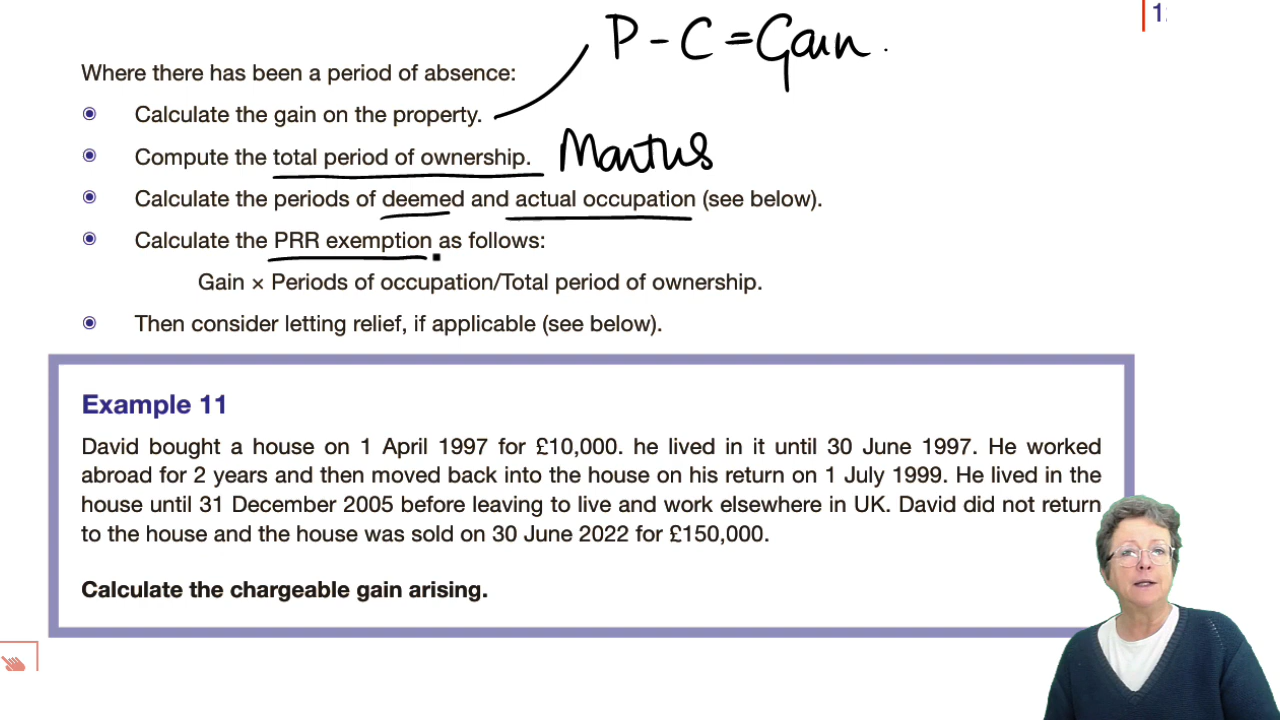 1
P - C = Gain.
Where there has been a period of absence:
Calculate the gain on the property.
Compute the total period of ownership. Months
Calculate the periods of deemed and actual occupation (see below).
Calculate the PRR exemption as follows:
Gain × Periods of occupation/Total period of ownership.
Then consider letting relief, if applicable (see below).
Example 11
David bought a house on 1 April 1997 for £10,000. he lived in it until 30 June 1997. He worked
abroad for 2 years and then moved back into the house on his return on 1 July 1999. He lived in the
house until 31 December 2005 before leaving to live and work elsewhere in UK. David did not return
to the house and the house was sold on 30 June 2022 for £150,000.
Calculate the chargeable gain arising.